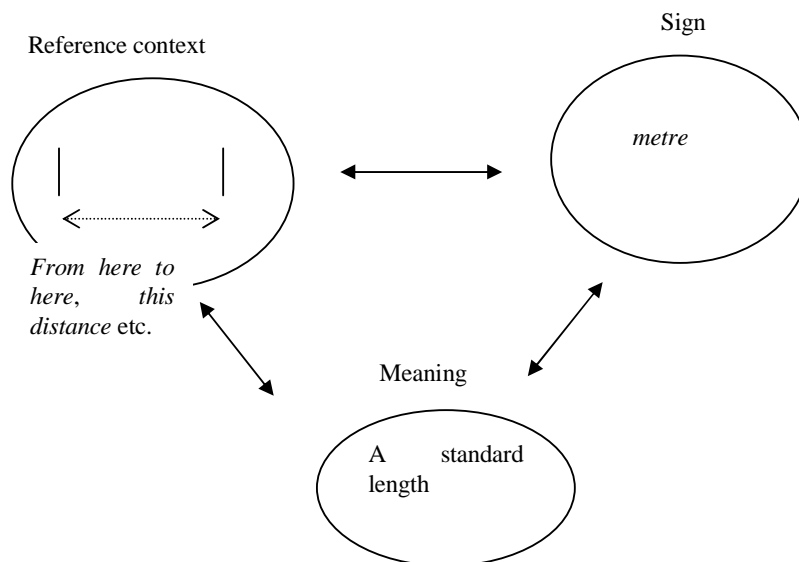 Reference context
Sign
metre
From here to
here, this
distance etc.
Meaning
A standard
length